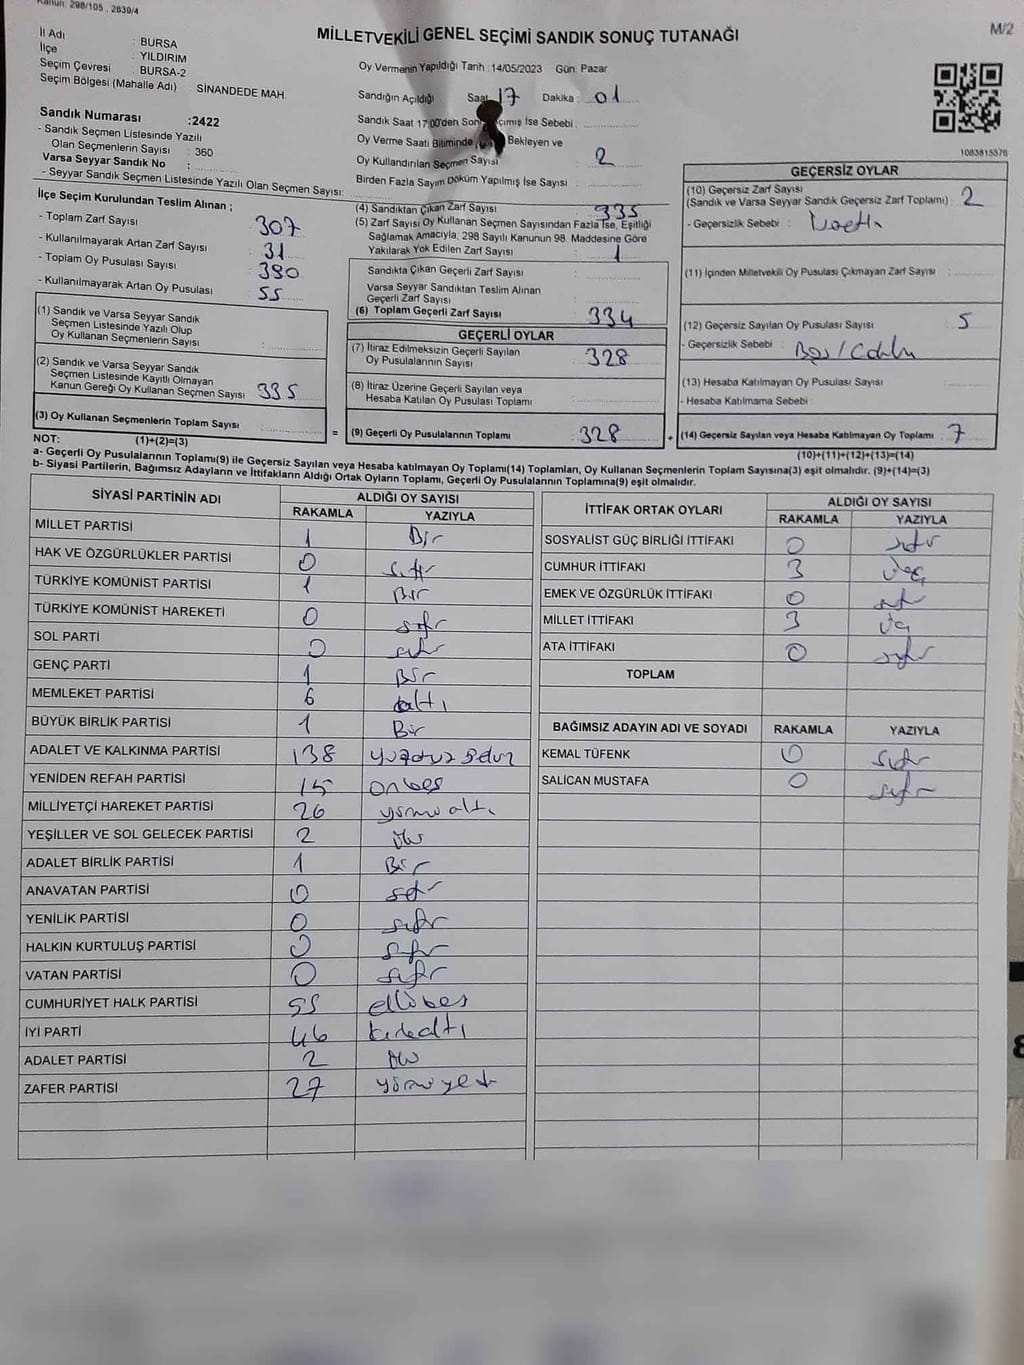 Kanun: 298/105 , 2839/4
MİLLETVEKİLİ GENEL SEÇİMİ SANDIK SONUÇ TUTANAĞI
M/2
İl Adı : BURSA
İlçe : YILDIRIM
Seçim Çevresi : BURSA-2
Seçim Bölgesi (Mahalle Adı) : SİNANDEDE MAH.
Oy Vermenin Yapıldığı Tarih :14/05/2023 Gün: Pazar
Sandığın Açıldığı Saat 17 Dakika : 01
Sandık Numarası :2422
- Sandık Seçmen Listesinde Yazılı
Olan Seçmenlerin Sayısı : 360
Varsa Seyyar Sandık No :
- Seyyar Sandık Seçmen Listesinde Yazılı Olan Seçmen Sayısı:
Sandık Saat 17:00'den Son İse Sebebi :
Oy Verme Saati Bitiminde Bekleyen ve
Oy Kullandırılan Seçmen Sayısı : 2
Birden Fazla Sayım Döküm Yapılmış İse Sayısı
1083815576
İlçe Seçim Kurulundan Teslim Alınan ;
- Toplam Zarf Sayısı : 307
- Kullanılmayarak Artan Zarf Sayısı : 31
- Toplam Oy Pusulası Sayısı : 390
- Kullanılmayarak Artan Oy Pusulası : 55
(1) Sandık ve Varsa Seyyar Sandık
Seçmen Listesinde Yazılı Olup
Oy Kullanan Seçmenlerin Sayısı :
(2) Sandık ve Varsa Seyyar Sandık
Seçmen Listesinde Kayıtlı Olmayan
Kanun Gereği Oy Kullanan Seçmen Sayısı : 335
(3) Oy Kullanan Seçmenlerin Toplam Sayısı :
(1)+(2)=(3)
(4) Sandıktan Çıkan Zarf Sayısı : 335
(5) Zarf Sayısı Oy Kullanan Seçmen Sayısından Fazla İse, Eşitliği
Sağlamak Amacıyla; 298 Sayılı Kanunun 98. Maddesine Göre
Yakılarak Yok Edilen Zarf Sayısı : 1
Sandıkta Çıkan Geçerli Zarf Sayısı :
Varsa Seyyar Sandıktan Teslim Alınan
Geçerli Zarf Sayısı :
(6) Toplam Geçerli Zarf Sayısı : 334
GEÇERLİ OYLAR
(7) İtiraz Edilmeksizin Geçerli Sayılan
Oy Pusulalarının Sayısı : 328
(8) İtiraz Üzerine Geçerli Sayılan veya
Hesaba Katılan Oy Pusulası Toplamı :
= (9) Geçerli Oy Pusulalarının Toplamı : 328 +
GEÇERSİZ OYLAR
(10) Geçersiz Zarf Sayısı
(Sandık ve Varsa Seyyar Sandık Geçersiz Zarf Toplamı) : 2
- Geçersizlik Sebebi :
(11) İçinden Milletvekili Oy Pusulası Çıkmayan Zarf Sayısı :
(12) Geçersiz Sayılan Oy Pusulası Sayısı : 5
- Geçersizlik Sebebi :
(13) Hesaba Katılmayan Oy Pusulası Sayısı :
- Hesaba Katılmama Sebebi :
(14) Geçersiz Sayılan veya Hesaba Katılmayan Oy Toplamı : 7
(10)+(11)+(12)+(13)=(14)
NOT:
a- Geçerli Oy Pusulalarının Toplamı(9) ile Geçersiz Sayılan veya Hesaba katılmayan Oy Toplamı(14) Toplamları, Oy Kullanan Seçmenlerin Toplam Sayısına(3) eşit olmalıdır. (9)+(14)=(3)
b- Siyasi Partilerin, Bağımsız Adayların ve İttifakların Aldığı Ortak Oyların Toplamı, Geçerli Oy Pusulalarının Toplamına(9) eşit olmalıdır.
SİYASİ PARTİNİN ADI ALDIĞI OY SAYISI
RAKAMLA YAZIYLA
MİLLET PARTİSİ 1 Bir
HAK VE ÖZGÜRLÜKLER PARTİSİ 0 sıfır
TÜRKİYE KOMÜNİST PARTİSİ 1 Bir
TÜRKİYE KOMÜNİST HAREKETİ 0 sıfır
SOL PARTİ 0 sıfır
GENÇ PARTİ 1 Bir
MEMLEKET PARTİSİ 6 altı
BÜYÜK BİRLİK PARTİSİ 1 Bir
ADALET VE KALKINMA PARTİSİ 138 yüzotuzsekiz
YENİDEN REFAH PARTİSİ 15 onbeş
MİLLİYETÇİ HAREKET PARTİSİ 26 yirmialtı
YEŞİLLER VE SOL GELECEK PARTİSİ 2 iki
ADALET BİRLİK PARTİSİ 1 Bir
ANAVATAN PARTİSİ 0 sıfır
YENİLİK PARTİSİ 0 sıfır
HALKIN KURTULUŞ PARTİSİ 0 sıfır
VATAN PARTİSİ 0 sıfır
CUMHURİYET HALK PARTİSİ 55 ellibeş
İYİ PARTİ 46 kırkaltı
ADALET PARTİSİ 2 iki
ZAFER PARTİSİ 27 yirmiyedi
İTTİFAK ORTAK OYLARI ALDIĞI OY SAYISI
RAKAMLA YAZIYLA
SOSYALİST GÜÇ BİRLİĞİ İTTİFAKI 0 sıfır
CUMHUR İTTİFAKI 3 üç
EMEK VE ÖZGÜRLÜK İTTİFAKI 0 sıfır
MİLLET İTTİFAKI 3 üç
ATA İTTİFAKI 0 sıfır
TOPLAM
BAĞIMSIZ ADAYIN ADI VE SOYADI RAKAMLA YAZIYLA
KEMAL TÜFENK 0 sıfır
SALİCAN MUSTAFA 0 sıfır